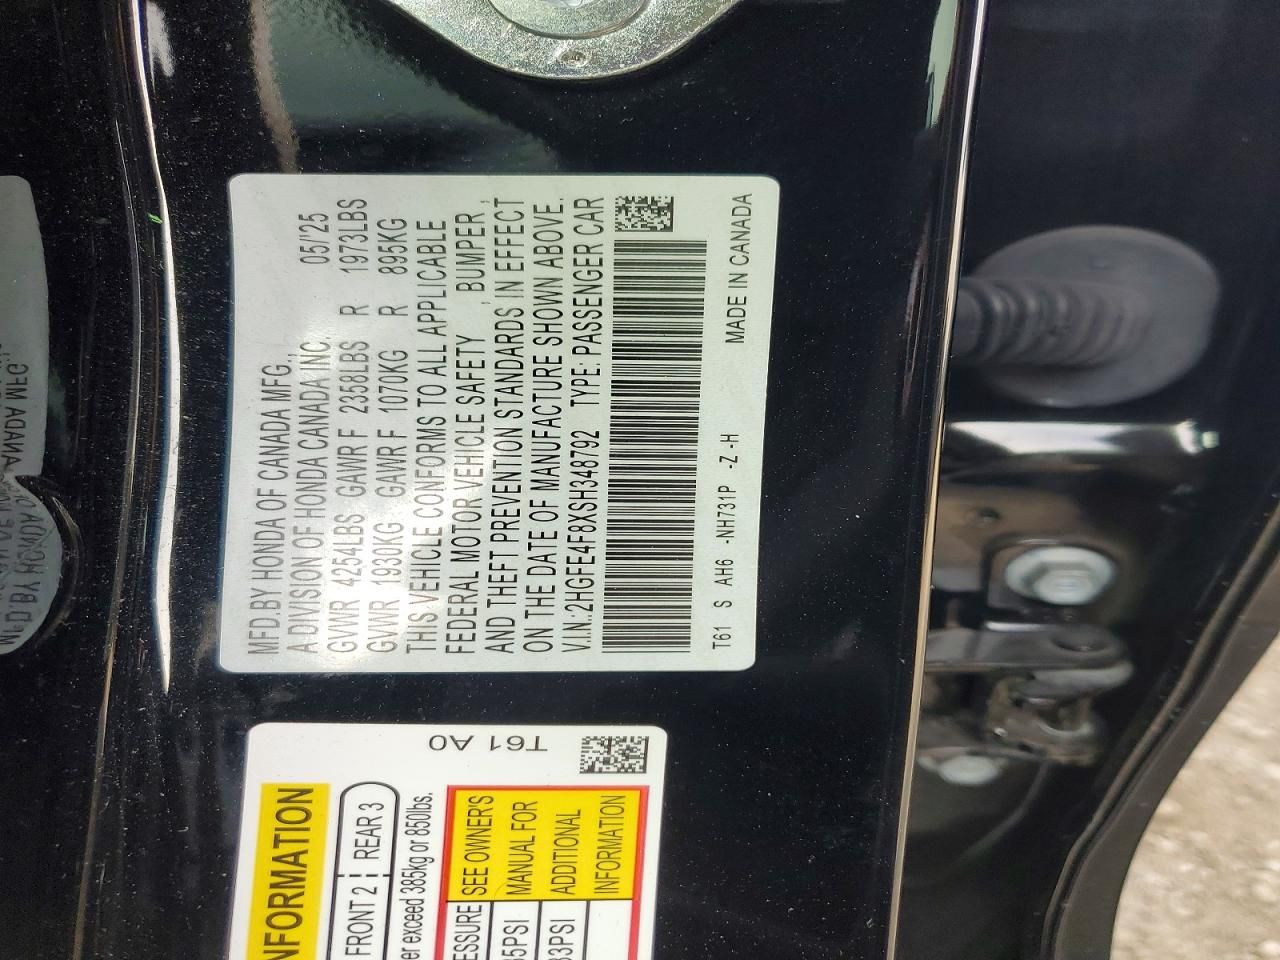 MFD.BY HONDA OF CANADA MFG.,
A DIVISION OF HONDA CANADA INC. 05/'25
GVWR 4254LBS GAWR F 2358LBS R 1973LBS
GVWR 1930KG GAWR F 1070KG R 895KG
THIS VEHICLE CONFORMS TO ALL APPLICABLE
FEDERAL MOTOR VEHICLE SAFETY , BUMPER ,
AND THEFT PREVENTION STANDARDS IN EFFECT
ON THE DATE OF MANUFACTURE SHOWN ABOVE.
V.I.N.:2HGFE4F8XSH348792 TYPE: PASSENGER CAR
T61 S AH6 -NH731P -Z -H
MADE IN CANADA
T61 A0
FRONT 2 REAR 3
385kg or 850lbs.
SEE OWNER'S
MANUAL FOR
ADDITIONAL
INFORMATION